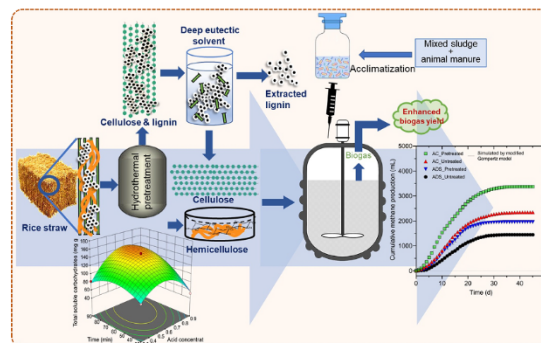 Deep eutectic
solvent
Mixed sludge
+
animal manure
Acclimatization
Extracted
lignin
Cellulose & lignin
Enhanced
biogas yield
Biogas
Hydrothermal
pretreatment
Rice straw
Cellulose
Hemicellulose
AC_Pretreated
AC_Untreated
ADS_Pretreated
ADS_Untreated
Simulated by modified
Gompertz model
Cumulative methane production (mL)
5000
4000
3000
2000
1000
0
0 10 20 30 40
Time (d)
Total soluble carbohydrates (mg g
Time (min)
Acid concentrat